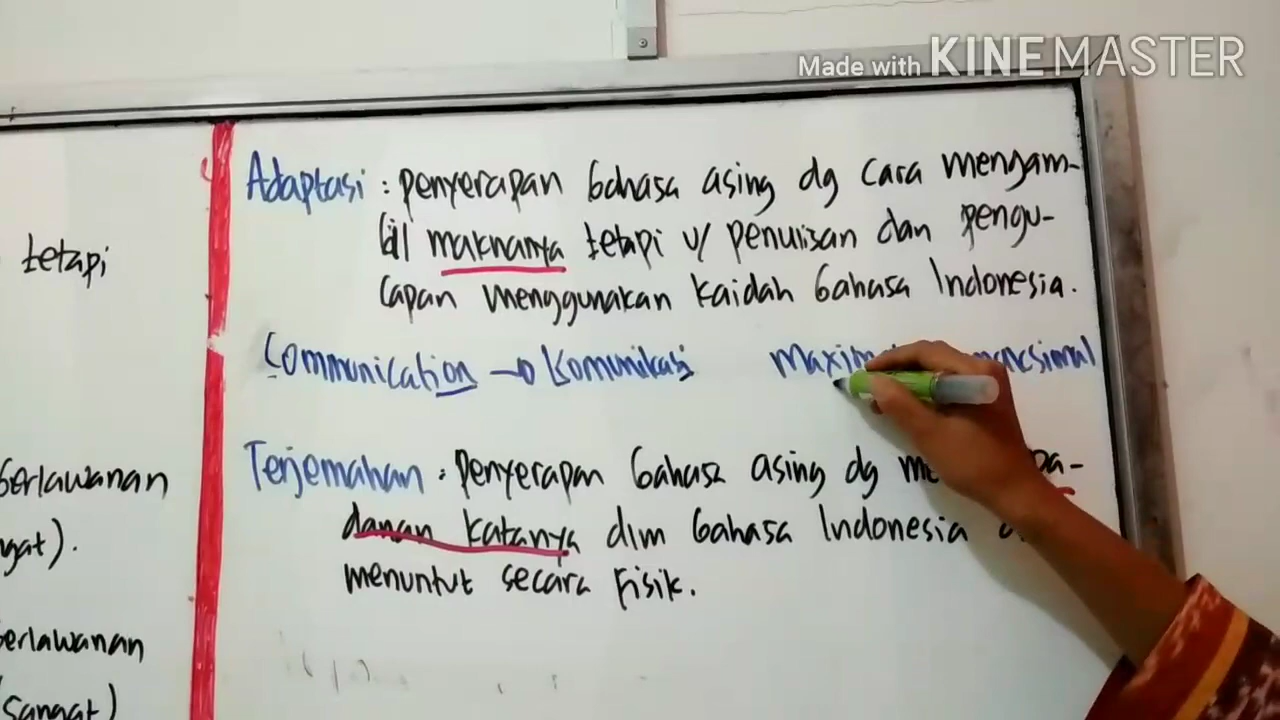 Made with KINEMASTER
tetapi
berlawanan
ngat).
berlawanan
(sangat)
Adaptasi : penyerapan bahasa asing dg cara mengam-
bil maknanya tetapi u/ penulisan dan pengu-
capan menggunakan kaidah bahasa Indonesia.
Communication → Komunikasi maksimal
Terjemahan : Penyerapan bahasa asing dg pa-
danan katanya dlm bahasa Indonesia
menuntut secara fisik.